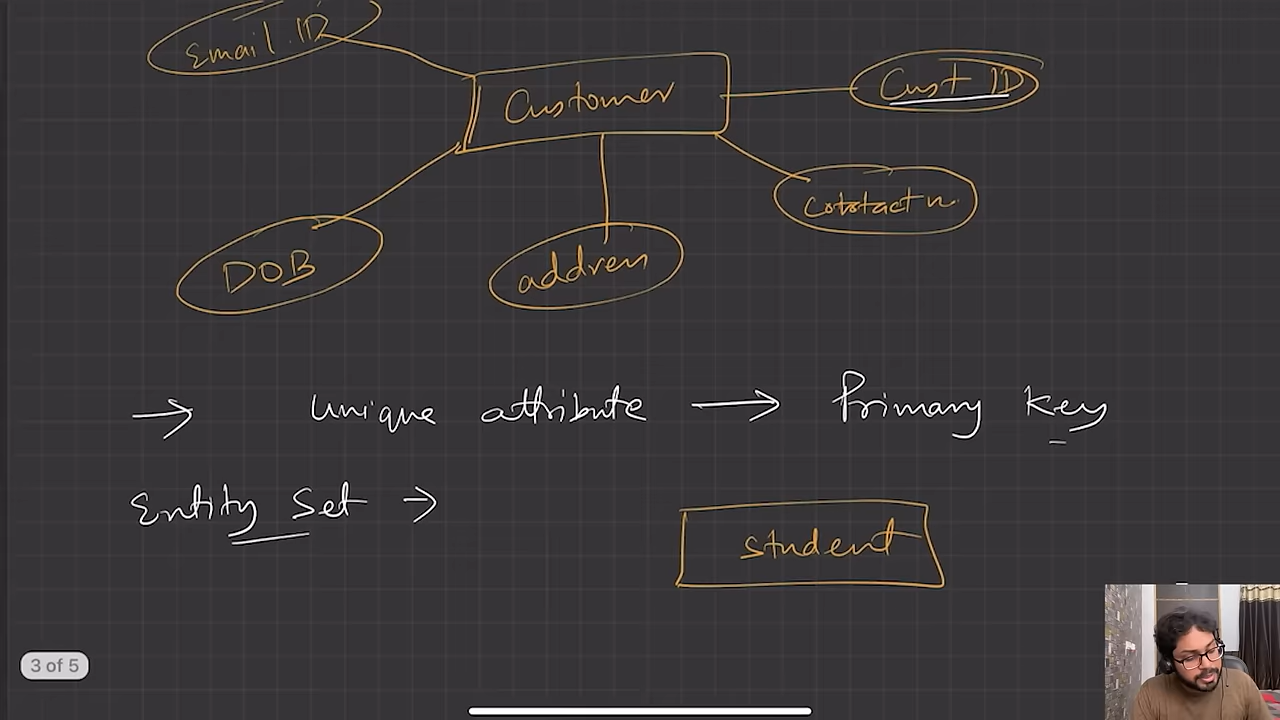 Email ID
Customer
Cust ID
Contact n
DOB
address
→ unique attribute → Primary Key
Entity Set →
student
3 of 5